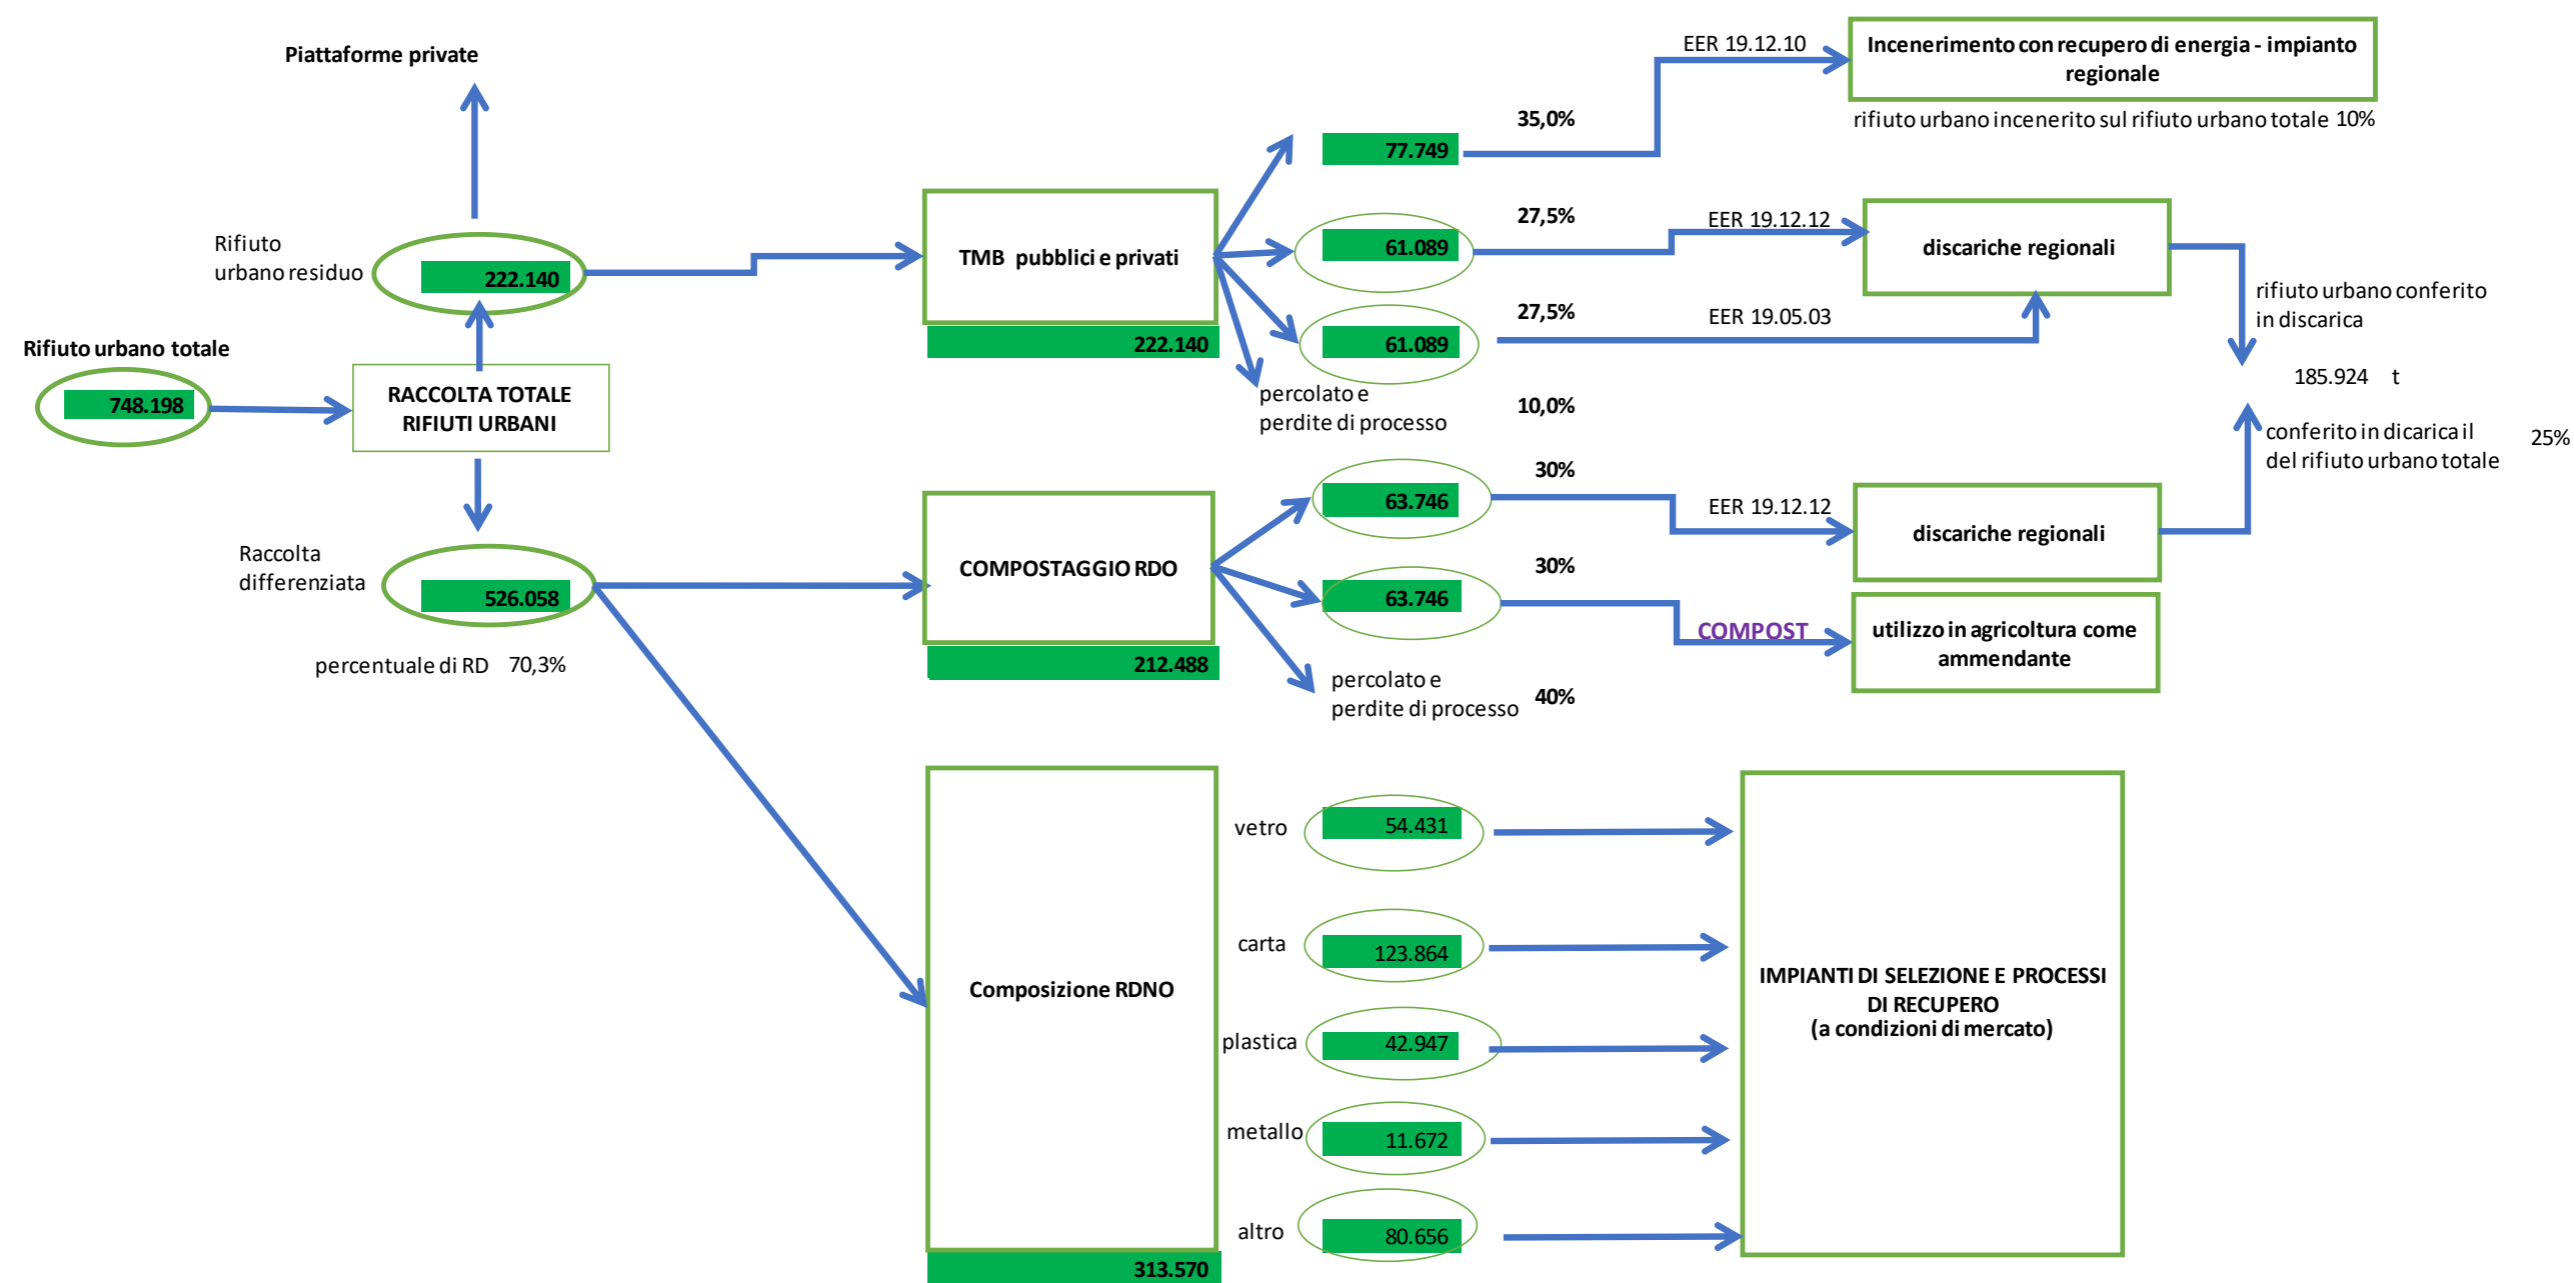 Piattaforme private
EER 19.12.10
Incenerimento con recupero di energia - impianto
regionale
rifiuto urbano incenerito sul rifiuto urbano totale 10%
35,0%
77.749
Rifiuto
urbano residuo
222.140
TMB pubblici e privati
222.140
27,5%
61.089
EER 19.12.12
discariche regionali
27,5%
61.089
EER 19.05.03
rifiuto urbano conferito
in discarica
185.924 t
conferito in dicarica il
del rifiuto urbano totale
25%
percolato e
perdite di processo
10,0%
Rifiuto urbano totale
748.198
RACCOLTA TOTALE
RIFIUTI URBANI
Raccolta
differenziata
526.058
percentuale di RD 70,3%
COMPOSTAGGIO RDO
212.488
30%
63.746
EER 19.12.12
discariche regionali
30%
63.746
COMPOST
utilizzo in agricoltura come
ammendante
percolato e
perdite di processo
40%
Composizione RDNO
313.570
vetro
54.431
carta
123.864
plastica
42.947
metallo
11.672
altro
80.656
IMPIANTI DI SELEZIONE E PROCESSI
DI RECUPERO
(a condizioni di mercato)